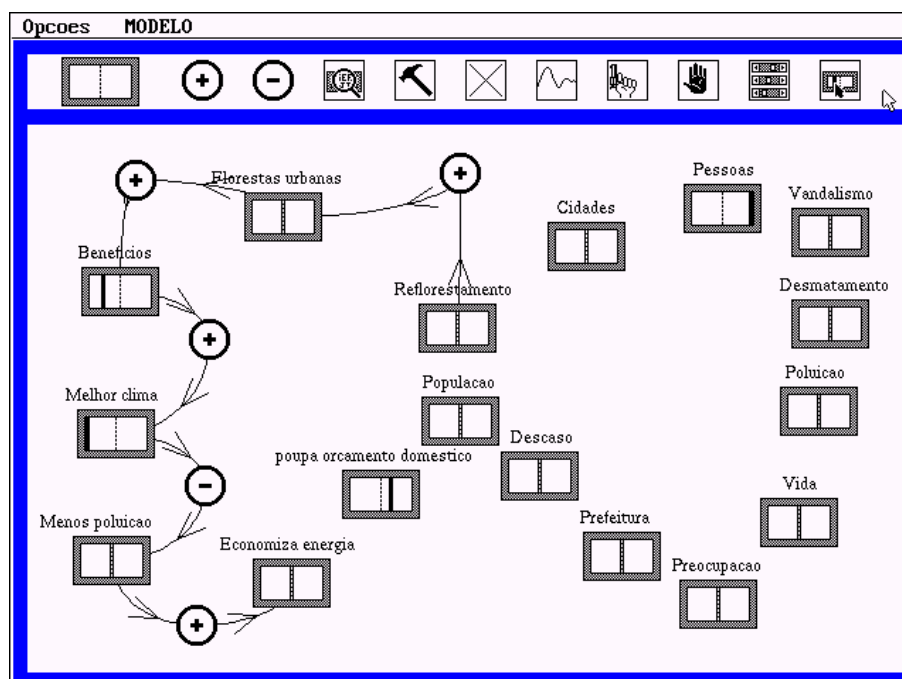 Opcoes MODELO
Florestas urbanas
Pessoas
Vandalismo
Cidades
Beneficios
Reflorestamento
Desmatamento
Melhor clima
Populacao
Poluicao
Descaso
poupa orcamento domestico
Vida
Menos poluicao
Prefeitura
Economiza energia
Preocupacao